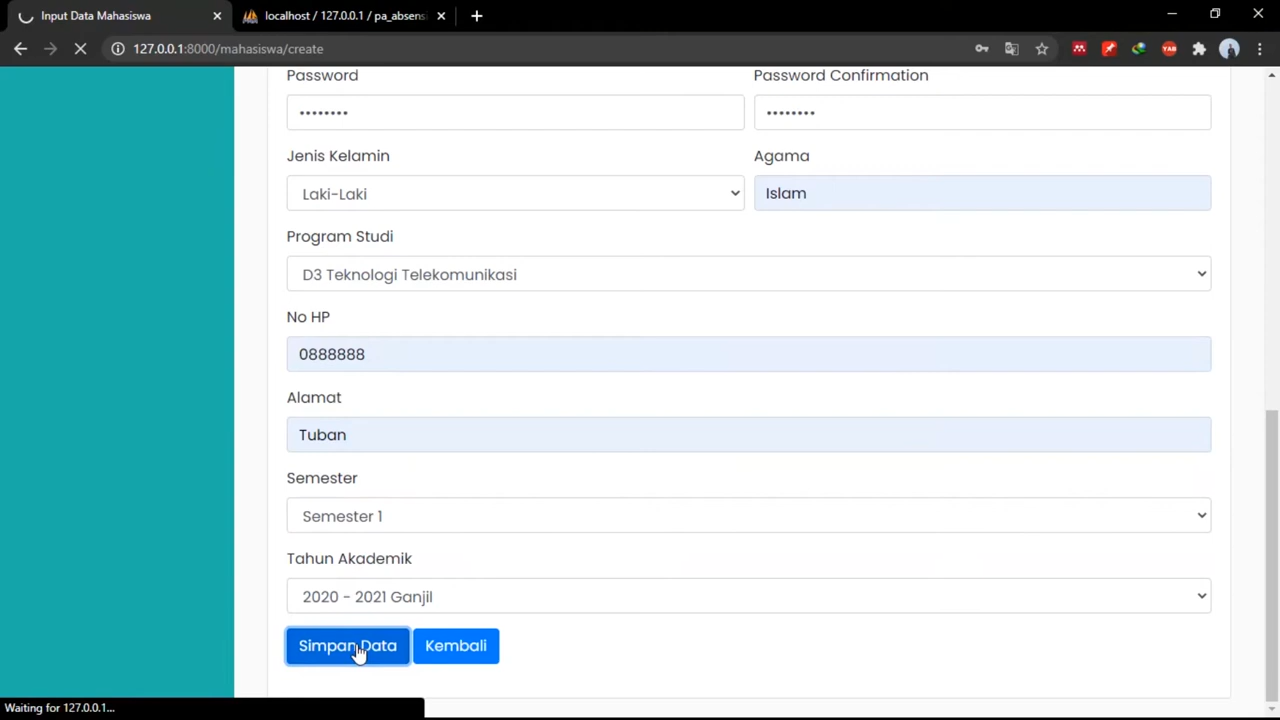 Input Data Mahasiswa
localhost / 127.0.0.1 / pa_absens
127.0.0.1:8000/mahasiswa/create
YAB
Password
Password Confirmation
••••••••
••••••••
Jenis Kelamin
Agama
Laki-Laki
Islam
Program Studi
D3 Teknologi Telekomunikasi
No HP
0888888
Alamat
Tuban
Semester
Semester 1
Tahun Akademik
2020 - 2021 Ganjil
Simpan Data
Kembali
Waiting for 127.0.0.1...